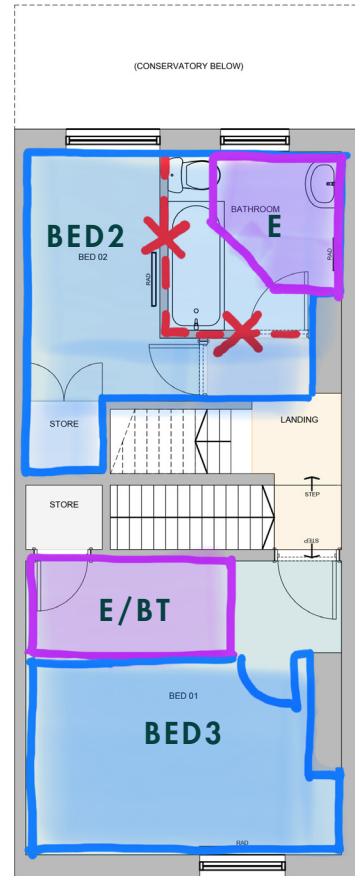 (CONSERVATORY BELOW)
BATHROOM
E
BED2
BED 02
RAD
RAD
STORE
LANDING
STORE
STEP
STEP
E/BT
BED 01
BED3
RAD